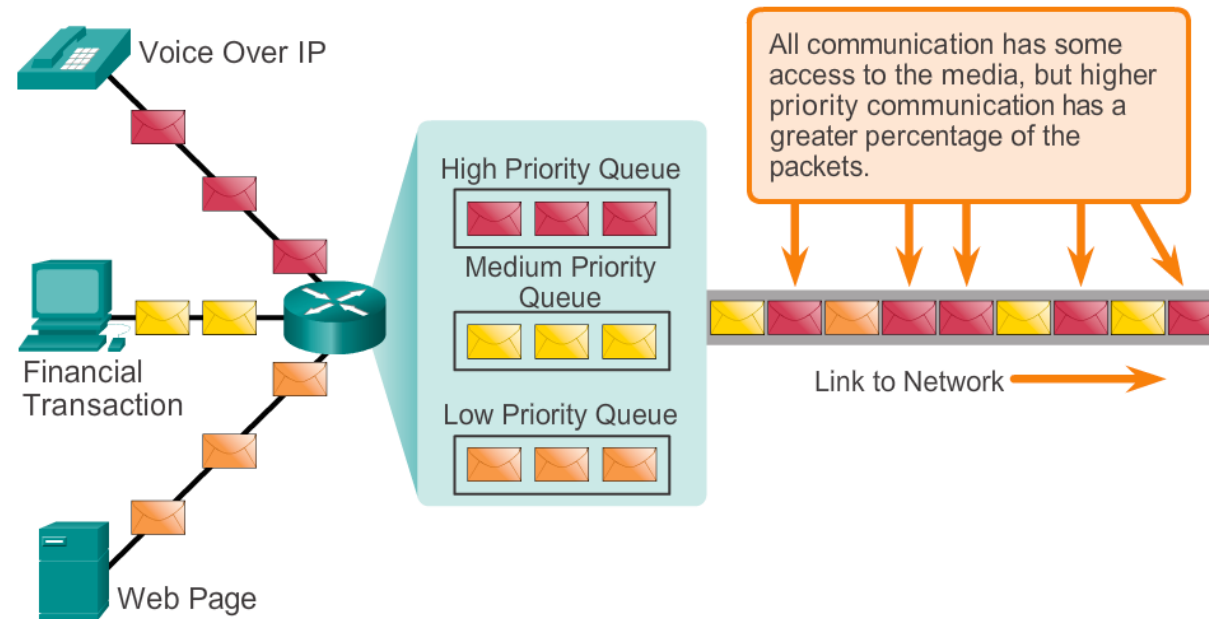 Voice Over IP
Financial
Transaction
Web Page
High Priority Queue
Medium Priority
Queue
Low Priority Queue
All communication has some
access to the media, but higher
priority communication has a
greater percentage of the
packets.
Link to Network